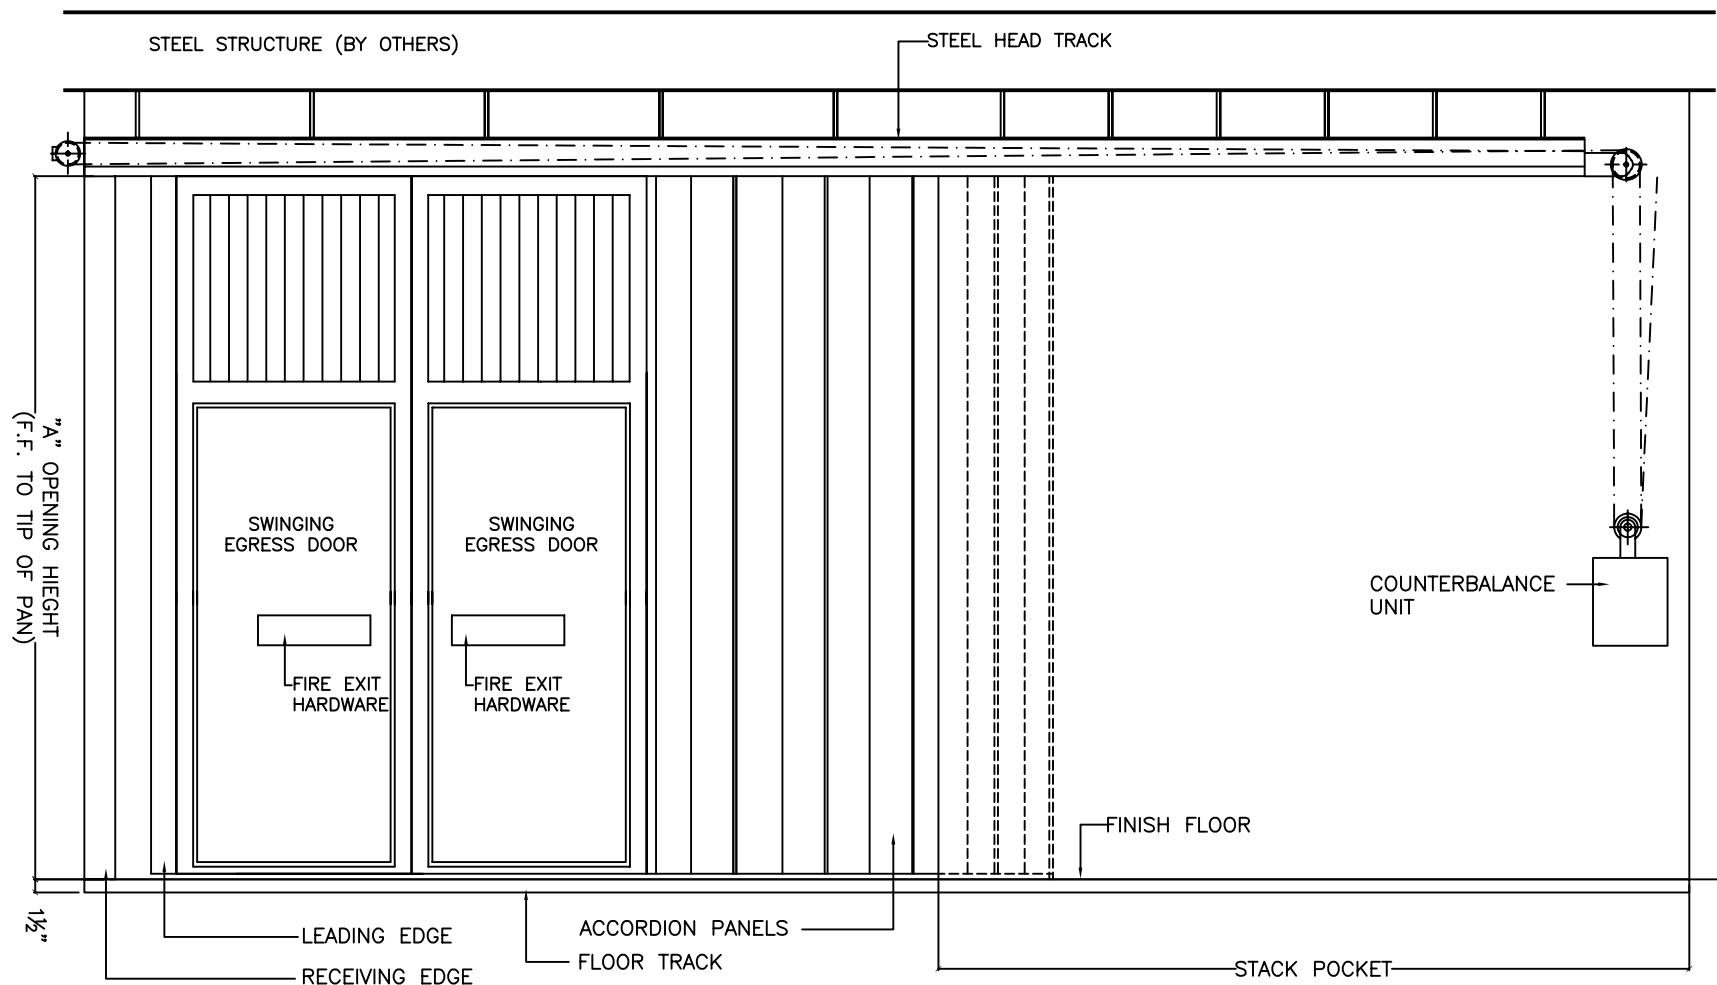 STEEL STRUCTURE (BY OTHERS)
STEEL HEAD TRACK
"A" OPENING HIEGHT
(F.F. TO TIP OF PAN)
SWINGING
EGRESS DOOR
SWINGING
EGRESS DOOR
COUNTERBALANCE
UNIT
FIRE EXIT
HARDWARE
FIRE EXIT
HARDWARE
FINISH FLOOR
1½"
LEADING EDGE
ACCORDION PANELS
FLOOR TRACK
RECEIVING EDGE
STACK POCKET